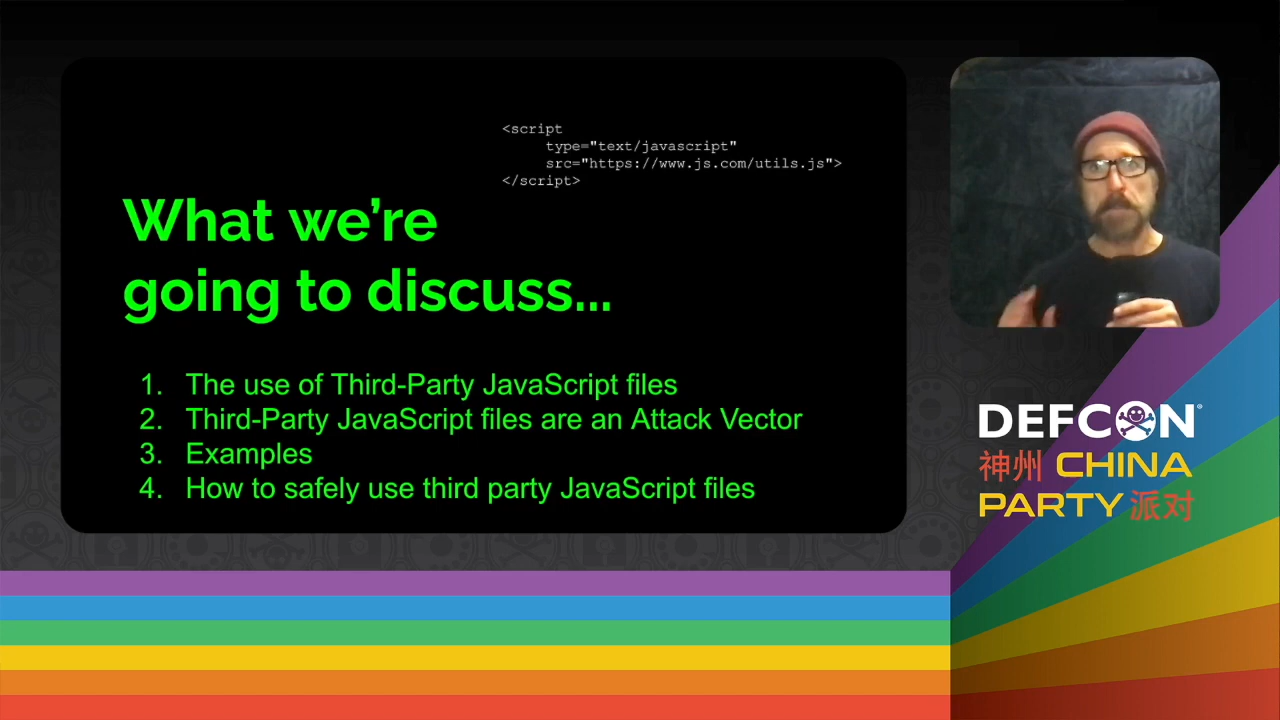 <script
type="text/javascript"
src="https://www.js.com/utils.js">
</script>
What we’re
going to discuss...
1. The use of Third-Party JavaScript files
2. Third-Party JavaScript files are an Attack Vector
3. Examples
4. How to safely use third party JavaScript files
DEFCON®
神州 CHINA
PARTY 派对